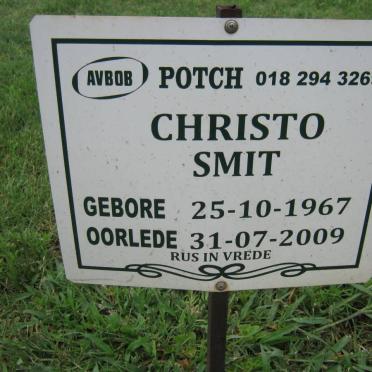 AVBOB POTCH 018 294 326
CHRISTO
SMIT
GEBORE 25-10-1967
OORLEDE 31-07-2009
RUS IN VREDE